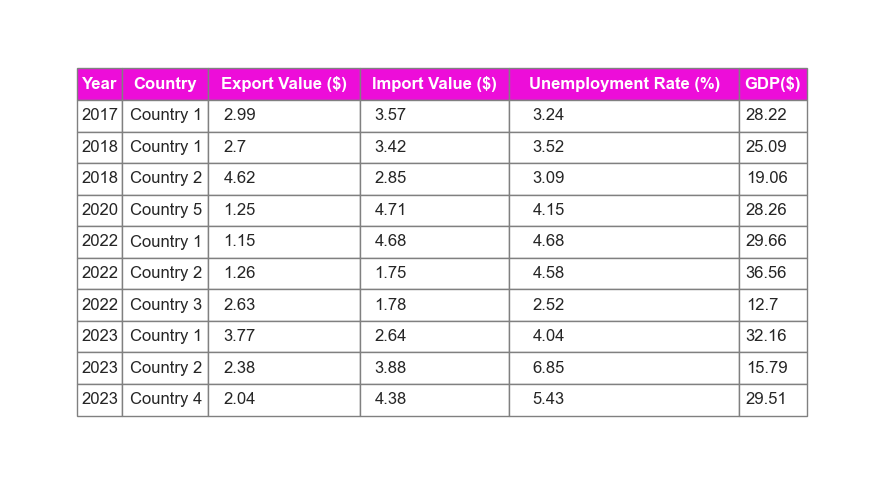 Year Country Export Value ($) Import Value ($) Unemployment Rate (%) GDP($)
2017 Country 1 2.99 3.57 3.24 28.22
2018 Country 1 2.7 3.42 3.52 25.09
2018 Country 2 4.62 2.85 3.09 19.06
2020 Country 5 1.25 4.71 4.15 28.26
2022 Country 1 1.15 4.68 4.68 29.66
2022 Country 2 1.26 1.75 4.58 36.56
2022 Country 3 2.63 1.78 2.52 12.7
2023 Country 1 3.77 2.64 4.04 32.16
2023 Country 2 2.38 3.88 6.85 15.79
2023 Country 4 2.04 4.38 5.43 29.51